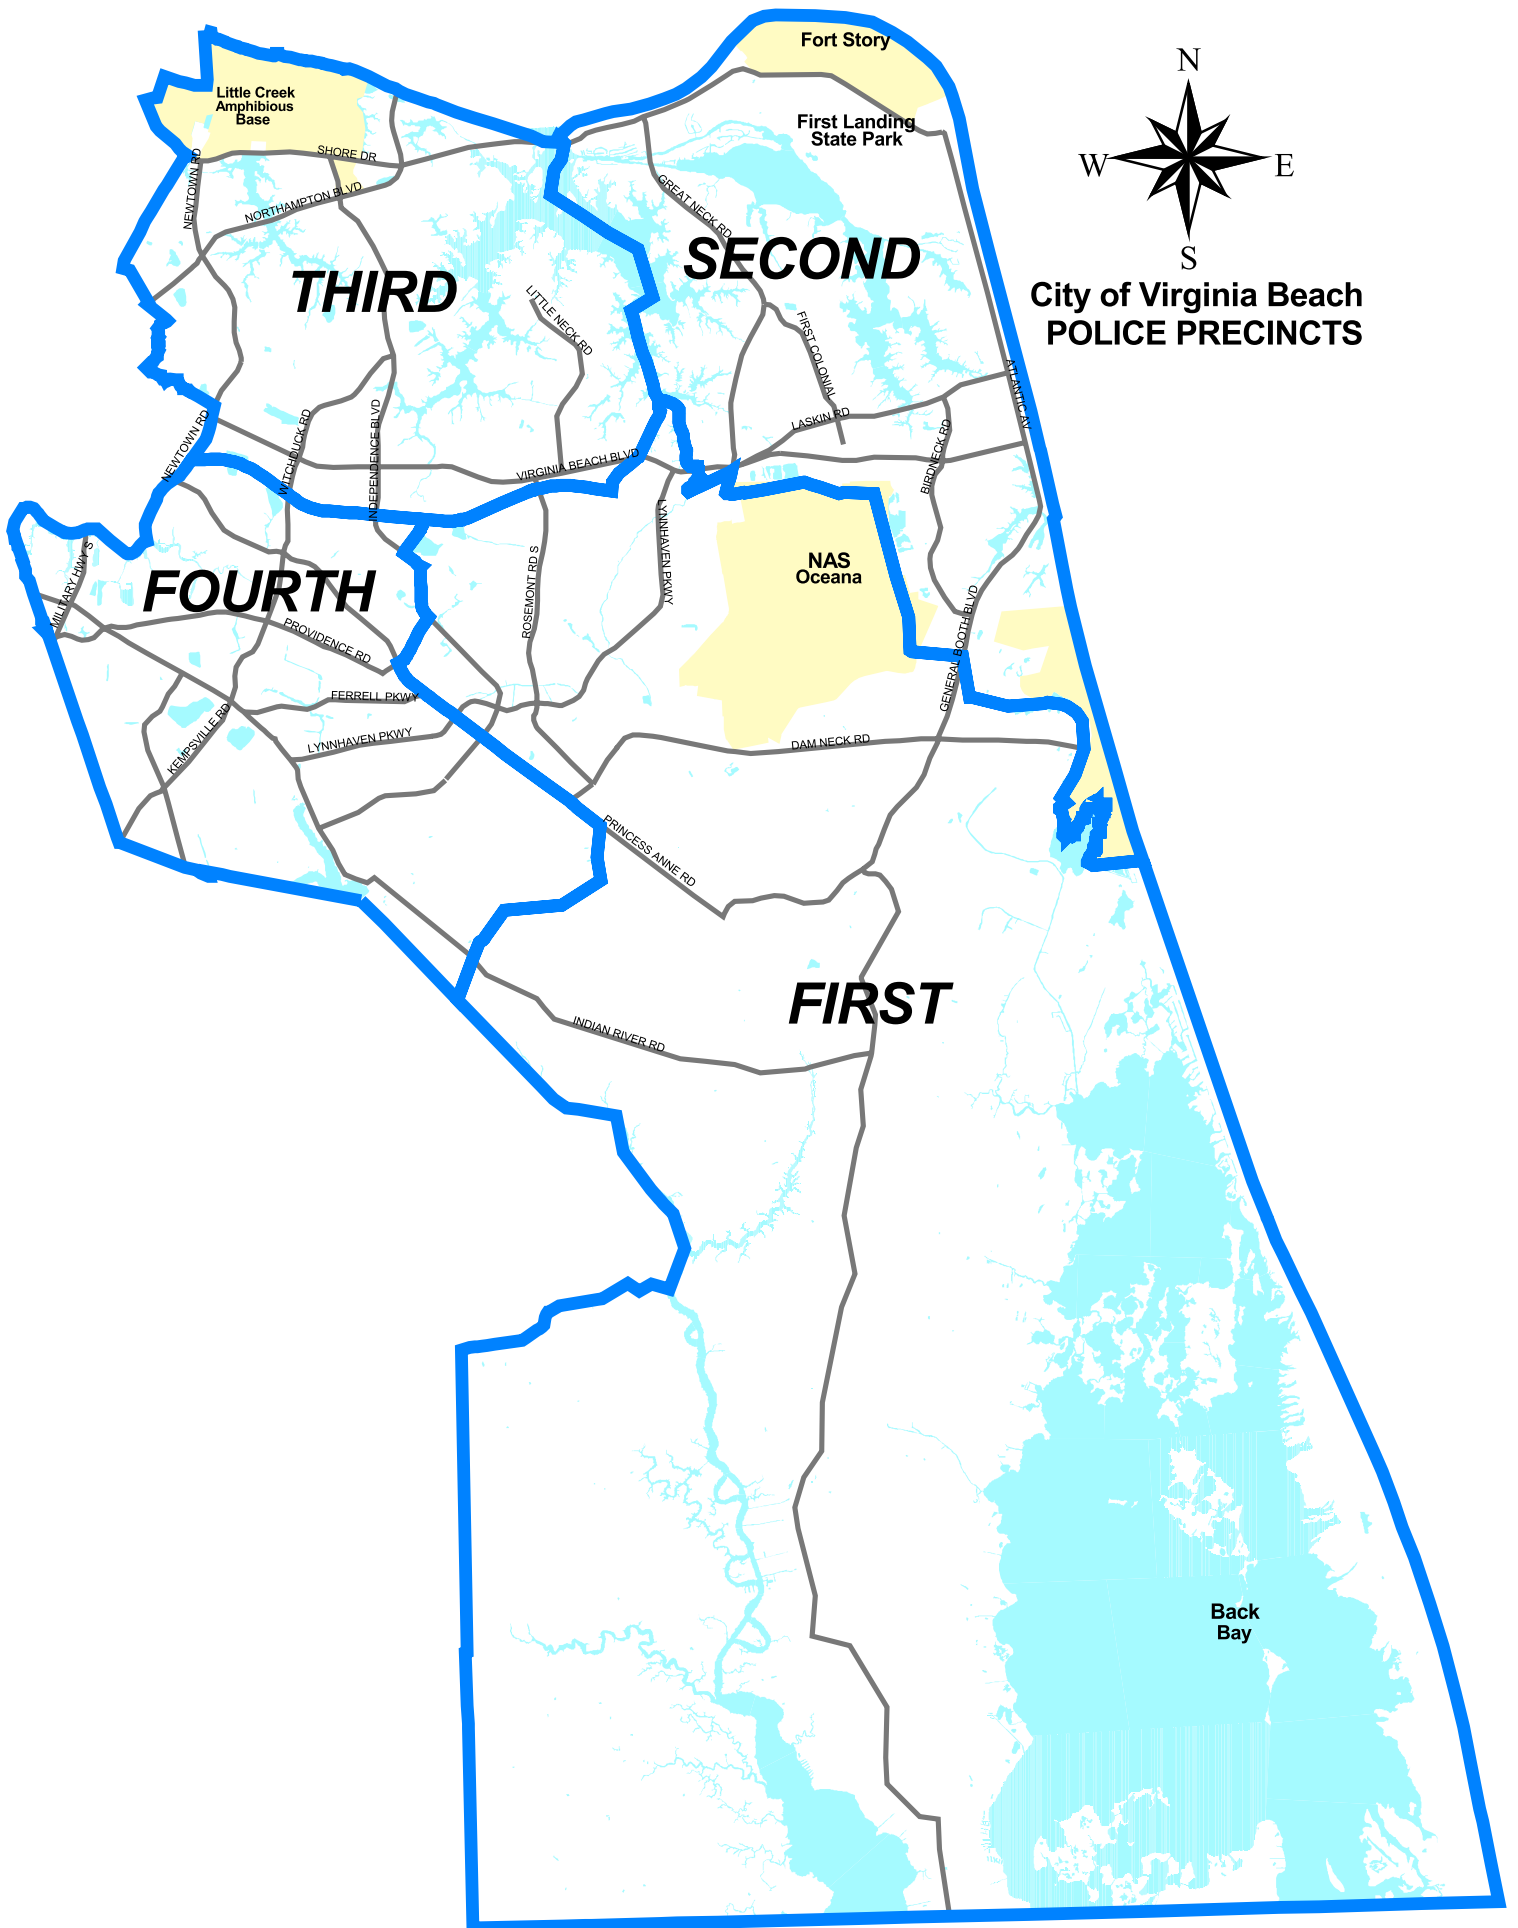 Fort Story
N
Little Creek
Amphibious
Base
First Landing
State Park
SHORE DR
W
E
NEWTOWN RD
NORTHAMPTON BLVD
GREAT NECK RD
S
SECOND
THIRD
City of Virginia Beach
POLICE PRECINCTS
LITTLE NECK RD
FIRST COLONIAL
ATLANTIC AV
LASKIN RD
NEWTOWN RD
WITCHDUCK RD
INDEPENDENCE BLVD
VIRGINIA BEACH BLVD
BIRDNECK RD
LYNNHAVEN PKWY
NAS
Oceana
MILITARY HWY S
FOURTH
ROSEMONT RD S
PROVIDENCE RD
GENERAL BOOTH BLVD
FERRELL PKWY
KEMPSVILLE RD
LYNNHAVEN PKWY
DAM NECK RD
PRINCESS ANNE RD
FIRST
INDIAN RIVER RD
Back
Bay